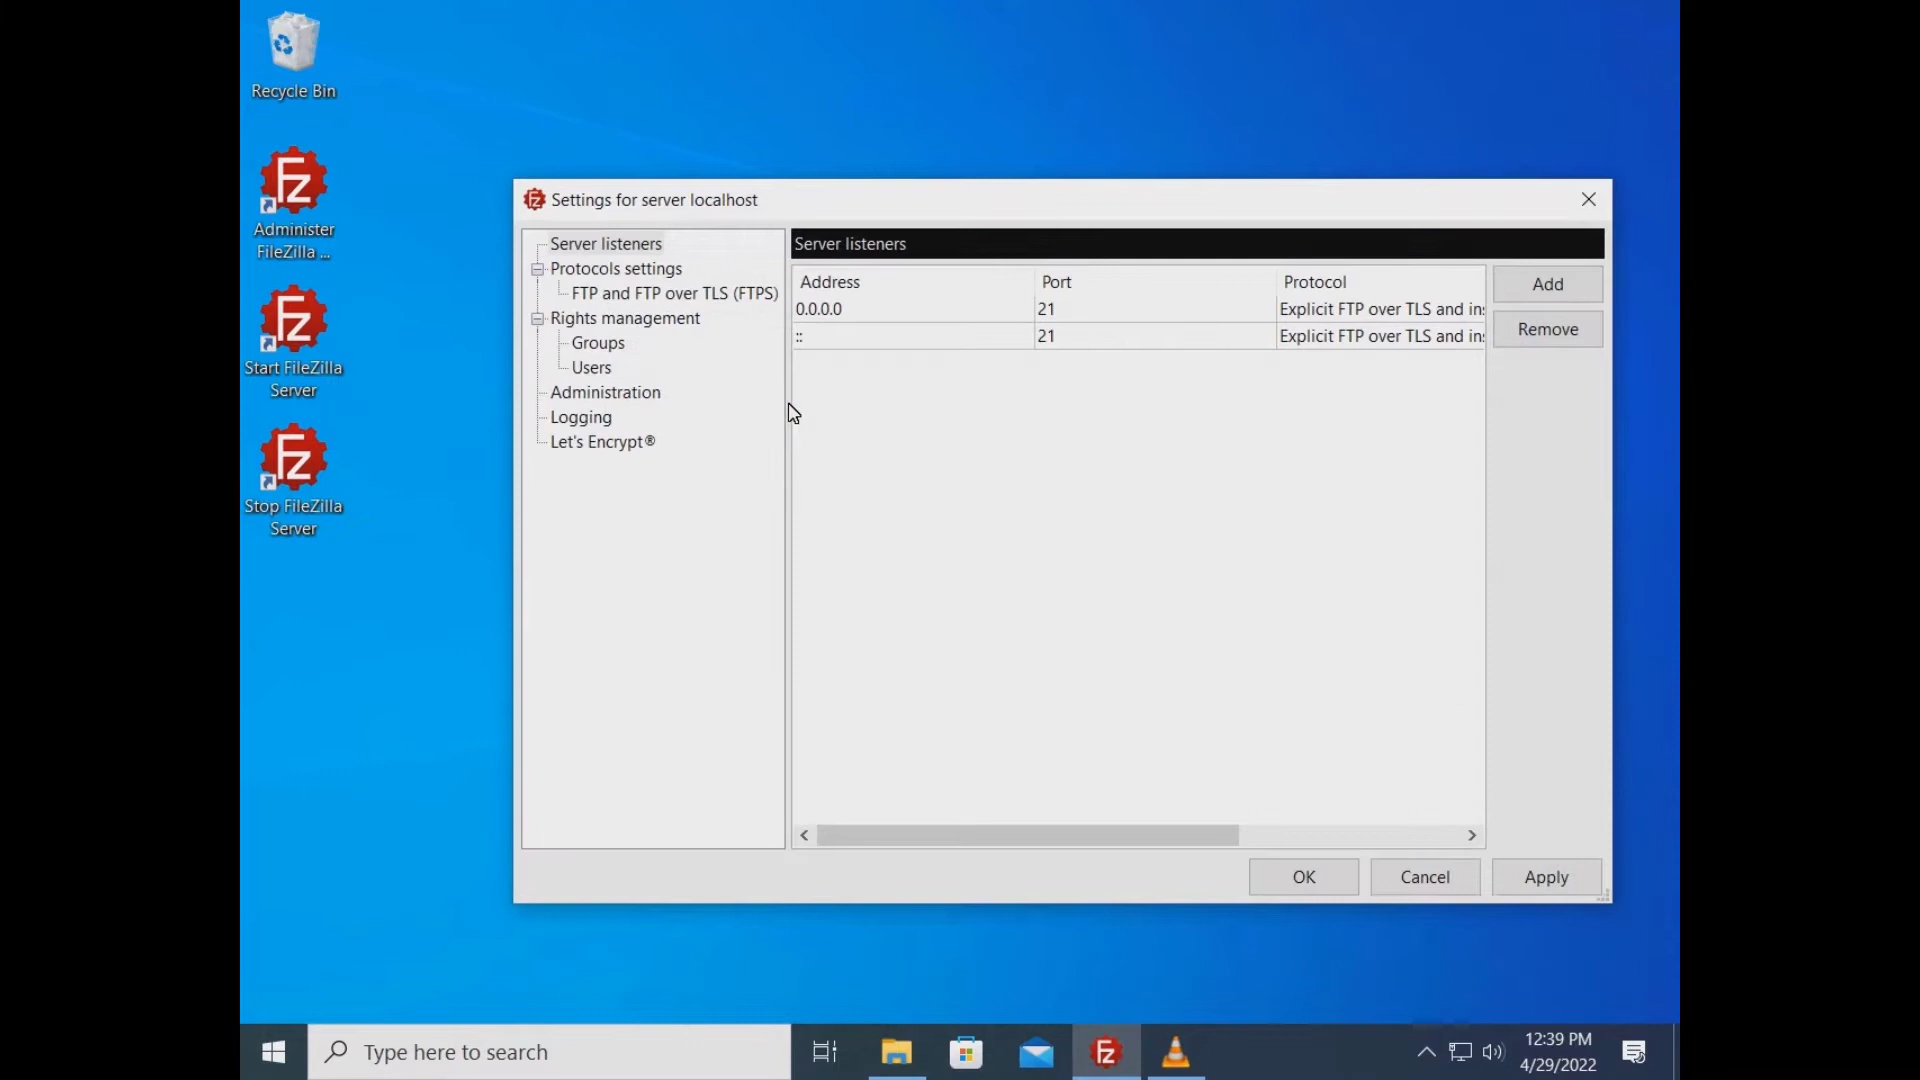 Recycle Bin
Administer
FileZilla ...
Start FileZilla
Server
Stop FileZilla
Server
Settings for server localhost
Server listeners
Protocols settings
FTP and FTP over TLS (FTPS)
Rights management
Groups
Users
Administration
Logging
Let's Encrypt®
Server listeners
Address Port Protocol
0.0.0.0 21 Explicit FTP over TLS and in
:: 21 Explicit FTP over TLS and in
Add
Remove
OK Cancel Apply
Type here to search
12:39 PM
4/29/2022